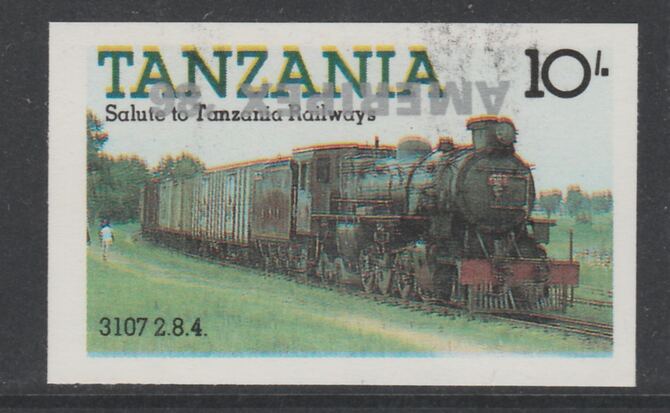 TANZANIA 10/-
AMERIPEX '86
Salute to Tanzania Railways
3107 2.8.4.